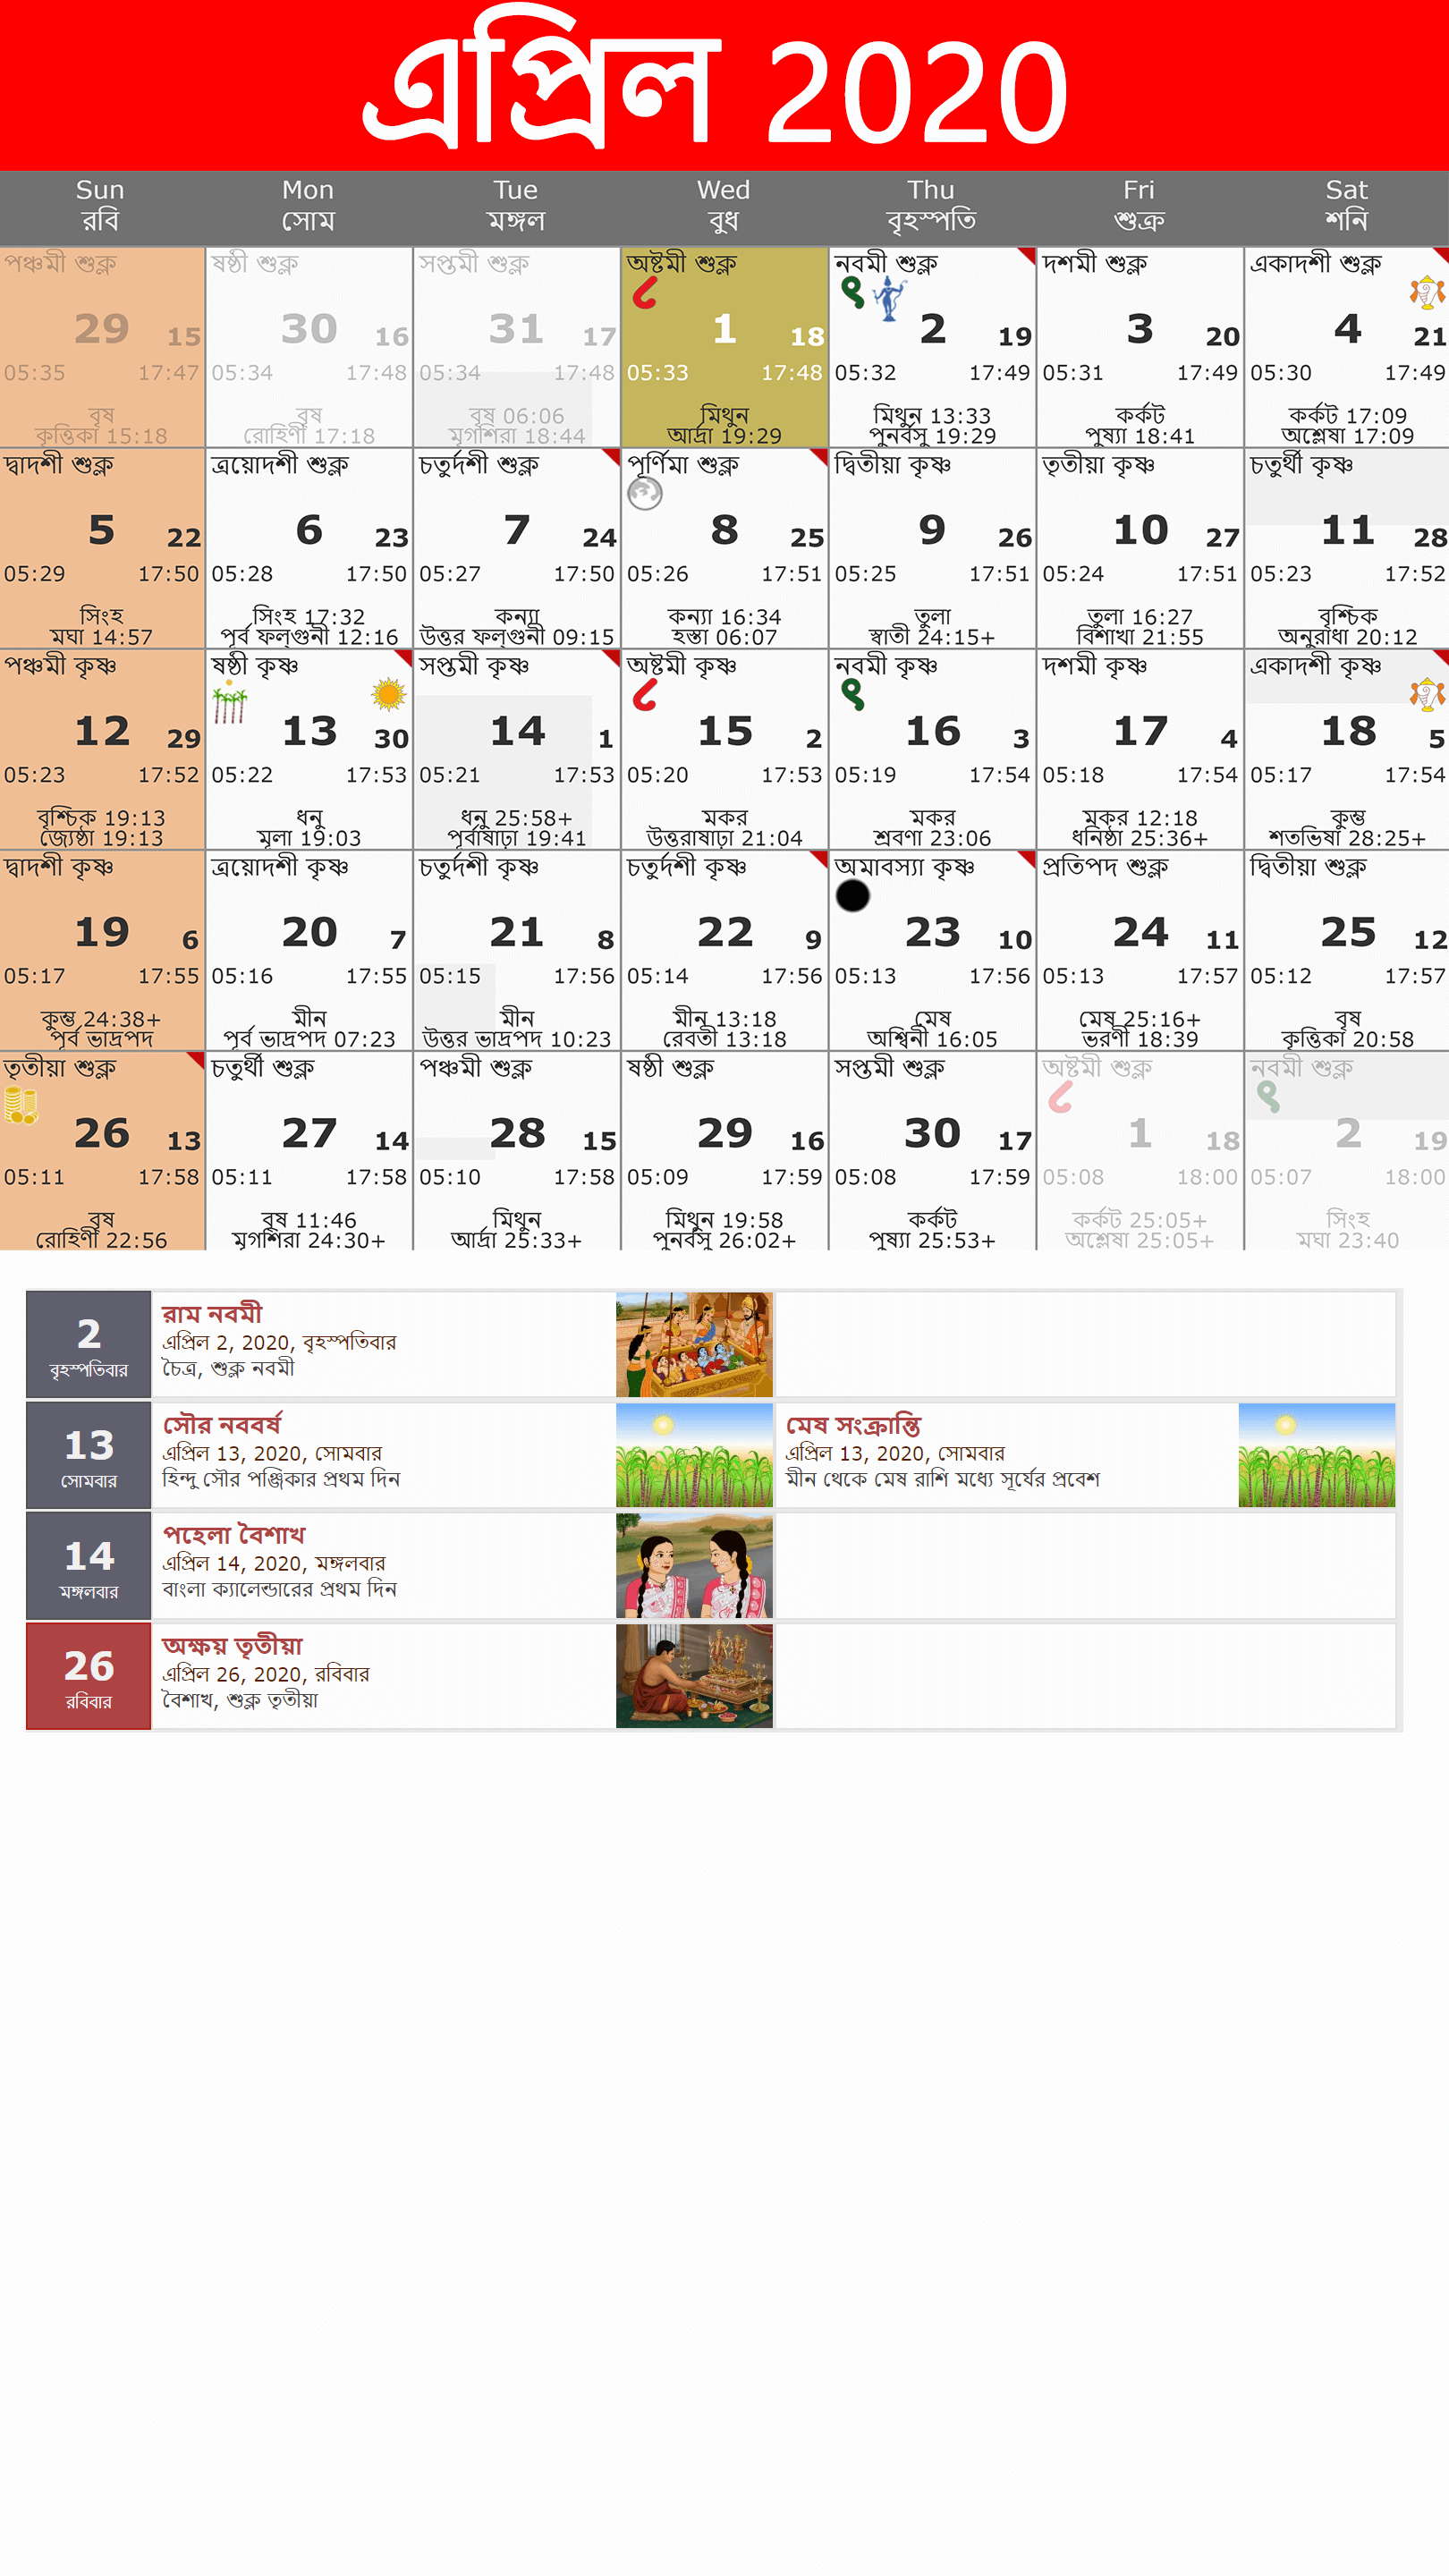 এপ্রিল 2020
Sun Mon Tue Wed Thu Fri Sat
রবি সোম মঙ্গল বুধ বৃহস্পতি শুক্র শনি
পঞ্চমী শুক্ল ষষ্ঠী শুক্ল সপ্তমী শুক্ল অষ্টমী শুক্ল নবমী শুক্ল দশমী শুক্ল একাদশী শুক্ল
৮ ৯
29 15 30 16 31 17 1 18 2 19 3 20 4 21
05:35 17:47 05:34 17:48 05:34 17:48 05:33 17:48 05:32 17:49 05:31 17:49 05:30 17:49
বৃষ বৃষ বৃষ 06:06 মিথুন মিথুন 13:33 কর্কট কর্কট 17:09
কৃত্তিকা 15:18 রোহিণী 17:18 মৃগশিরা 18:44 আর্দ্রা 19:29 পুনর্বসু 19:29 পুষ্যা 18:41 অশ্লেষা 17:09
দ্বাদশী শুক্ল ত্রয়োদশী শুক্ল চতুর্দশী শুক্ল পূর্ণিমা শুক্ল দ্বিতীয়া কৃষ্ণ তৃতীয়া কৃষ্ণ চতুর্থী কৃষ্ণ
5 22 6 23 7 24 8 25 9 26 10 27 11 28
05:29 17:50 05:28 17:50 05:27 17:50 05:26 17:51 05:25 17:51 05:24 17:51 05:23 17:52
সিংহ সিংহ 17:32 কন্যা কন্যা 16:34 তুলা তুলা 16:27 বৃশ্চিক
মঘা 14:57 পূর্ব ফল্গুনী 12:16 উত্তর ফল্গুনী 09:15 হস্তা 06:07 স্বাতী 24:15+ বিশাখা 21:55 অনুরাধা 20:12
পঞ্চমী কৃষ্ণ ষষ্ঠী কৃষ্ণ সপ্তমী কৃষ্ণ অষ্টমী কৃষ্ণ নবমী কৃষ্ণ দশমী কৃষ্ণ একাদশী কৃষ্ণ
৮ ৯
12 29 13 30 14 1 15 2 16 3 17 4 18 5
05:23 17:52 05:22 17:53 05:21 17:53 05:20 17:53 05:19 17:54 05:18 17:54 05:17 17:54
বৃশ্চিক 19:13 ধনু ধনু 25:58+ মকর মকর মকর 12:18 কুম্ভ
জ্যেষ্ঠা 19:13 মূলা 19:03 পূর্বাষাঢ়া 19:41 উত্তরাষাঢ়া 21:04 শ্রবণা 23:06 ধনিষ্ঠা 25:36+ শতভিষা 28:25+
দ্বাদশী কৃষ্ণ ত্রয়োদশী কৃষ্ণ চতুর্দশী কৃষ্ণ চতুর্দশী কৃষ্ণ অমাবস্যা কৃষ্ণ প্রতিপদ শুক্ল দ্বিতীয়া শুক্ল
19 6 20 7 21 8 22 9 23 10 24 11 25 12
05:17 17:55 05:16 17:55 05:15 17:56 05:14 17:56 05:13 17:56 05:13 17:57 05:12 17:57
কুম্ভ 24:38+ মীন মীন মীন 13:18 মেষ মেষ 25:16+ বৃষ
পূর্ব ভাদ্রপদ পূর্ব ভাদ্রপদ 07:23 উত্তর ভাদ্রপদ 10:23 রেবতী 13:18 অশ্বিনী 16:05 ভরণী 18:39 কৃত্তিকা 20:58
তৃতীয়া শুক্ল চতুর্থী শুক্ল পঞ্চমী শুক্ল ষষ্ঠী শুক্ল সপ্তমী শুক্ল অষ্টমী শুক্ল নবমী শুক্ল
৮ ৯
26 13 27 14 28 15 29 16 30 17 1 18 2 19
05:11 17:58 05:11 17:58 05:10 17:58 05:09 17:59 05:08 17:59 05:08 18:00 05:07 18:00
বৃষ বৃষ 11:46 মিথুন মিথুন 19:58 কর্কট কর্কট 25:05+ সিংহ
রোহিণী 22:56 মৃগশিরা 24:30+ আর্দ্রা 25:33+ পুনর্বসু 26:02+ পুষ্যা 25:53+ অশ্লেষা 25:05+ মঘা 23:40
2
বৃহস্পতিবার
রাম নবমী
এপ্রিল 2, 2020, বৃহস্পতিবার
চৈত্র, শুক্ল নবমী
13
সোমবার
সৌর নববর্ষ
এপ্রিল 13, 2020, সোমবার
হিন্দু সৌর পঞ্জিকার প্রথম দিন
মেষ সংক্রান্তি
এপ্রিল 13, 2020, সোমবার
মীন থেকে মেষ রাশি মধ্যে সূর্যের প্রবেশ
14
মঙ্গলবার
পহেলা বৈশাখ
এপ্রিল 14, 2020, মঙ্গলবার
বাংলা ক্যালেন্ডারের প্রথম দিন
26
রবিবার
অক্ষয় তৃতীয়া
এপ্রিল 26, 2020, রবিবার
বৈশাখ, শুক্ল তৃতীয়া